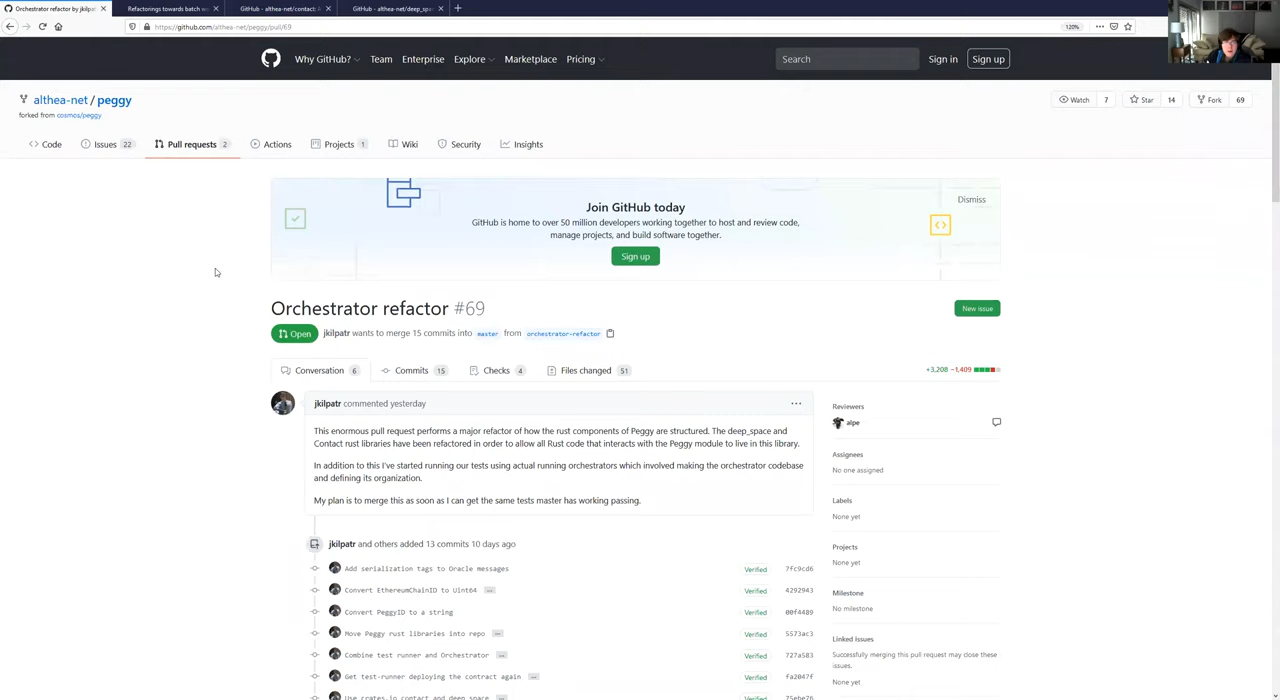 Orchestrator refactor by jkilpat
Refactorings towards batch wo
GitHub - althea-net/contact: A
GitHub - althea-net/deep_spac
https://github.com/althea-net/peggy/pull/69
120%
Why GitHub?
Team
Enterprise
Explore
Marketplace
Pricing
Search
Sign in
Sign up
althea-net / peggy
forked from cosmos/peggy
Watch 7
Star 14
Fork 69
Code
Issues 22
Pull requests 2
Actions
Projects 1
Wiki
Security
Insights
Join GitHub today
Dismiss
GitHub is home to over 50 million developers working together to host and review code,
manage projects, and build software together.
Sign up
Orchestrator refactor #69
New issue
Open
jkilpatr wants to merge 15 commits into master from orchestrator-refactor
Conversation 6
Commits 15
Checks 4
Files changed 51
+3,208 −1,409
jkilpatr commented yesterday
This enormous pull request performs a major refactor of how the rust components of Peggy are structured. The deep_space and
Contact rust libraries have been refactored in order to allow all Rust code that interacts with the Peggy module to live in this library.
In addition to this I've started running our tests using actual running orchestrators which involved making the orchestrator codebase
and defining its organization.
My plan is to merge this as soon as I can get the same tests master has working passing.
jkilpatr and others added 13 commits 10 days ago
Add serialization tags to Oracle messages Verified 7fc9cd6
Convert EthereumChainID to Uint64 Verified 4292943
Convert PeggyID to a string Verified 00f4489
Move Peggy rust libraries into repo Verified 5573ac3
Combine test runner and Orchestrator Verified 727a583
Get test-runner deploying the contract again Verified fa2047f
Use crates.io contact and deep space Verified 75ebe76
Reviewers
alpe
Assignees
No one assigned
Labels
None yet
Projects
None yet
Milestone
No milestone
Linked issues
Successfully merging this pull request may close these
issues.
None yet